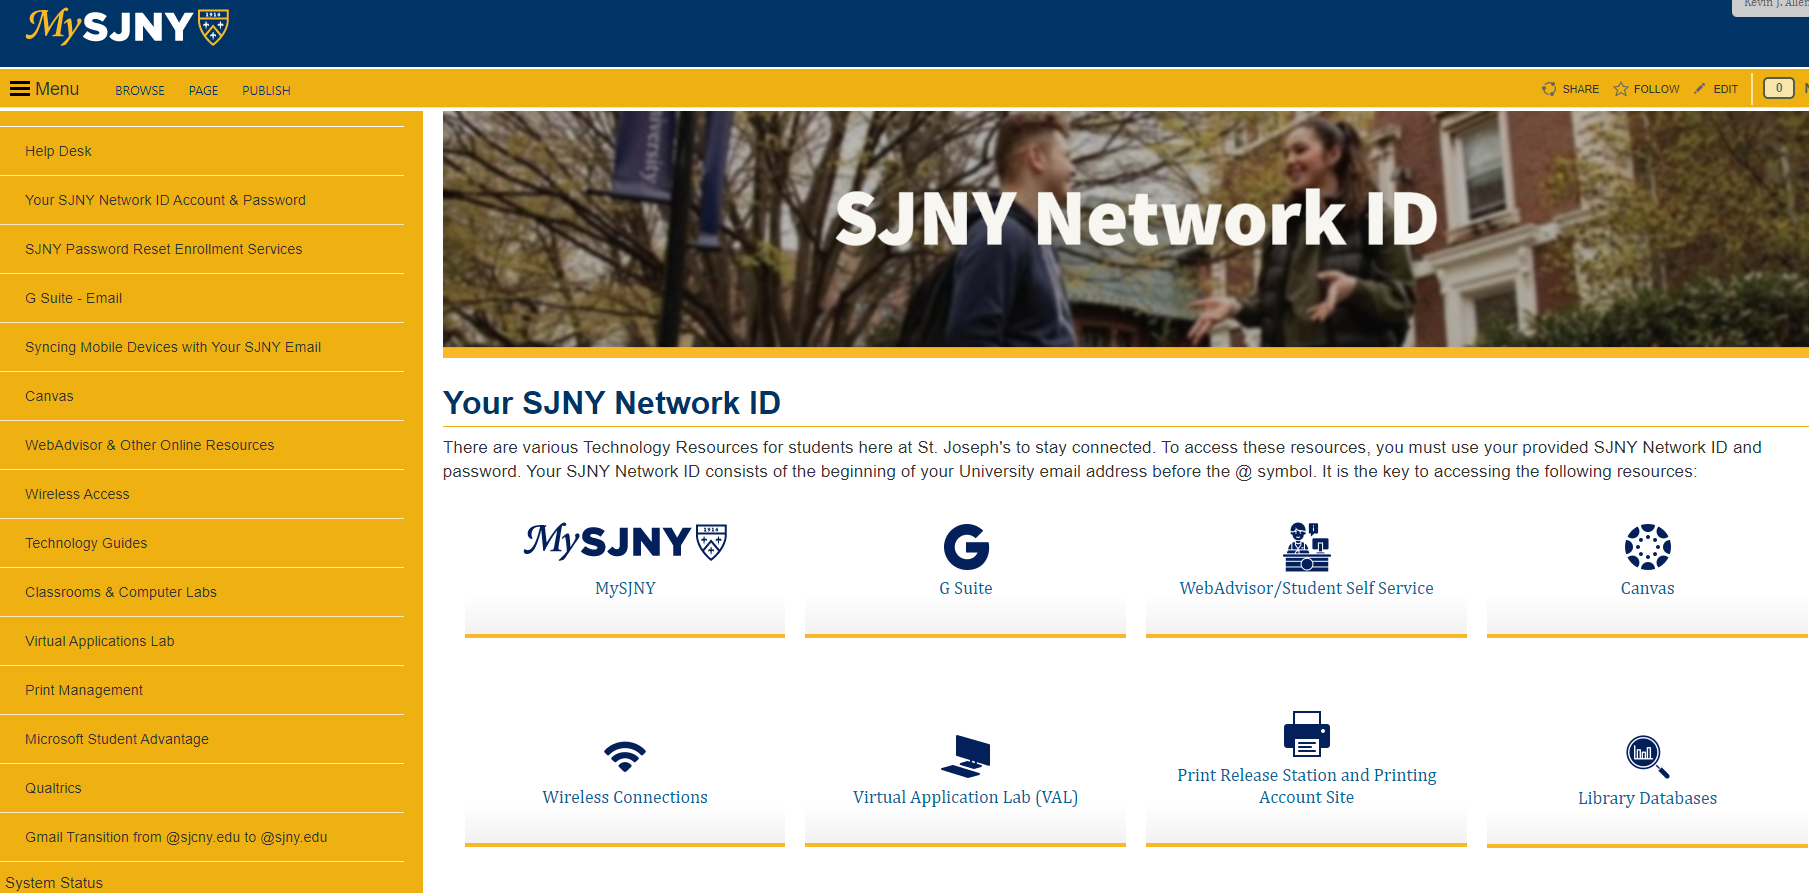 MySJNY
1914
Kevin J. Allen
Menu
BROWSE
PAGE
PUBLISH
SHARE
FOLLOW
EDIT
0
Help Desk
Your SJNY Network ID Account & Password
SJNY Password Reset Enrollment Services
G Suite - Email
Syncing Mobile Devices with Your SJNY Email
Canvas
WebAdvisor & Other Online Resources
Wireless Access
Technology Guides
Classrooms & Computer Labs
Virtual Applications Lab
Print Management
Microsoft Student Advantage
Qualtrics
Gmail Transition from @sjcny.edu to @sjny.edu
System Status
SJNY Network ID
Your SJNY Network ID
There are various Technology Resources for students here at St. Joseph's to stay connected. To access these resources, you must use your provided SJNY Network ID and
password. Your SJNY Network ID consists of the beginning of your University email address before the @ symbol. It is the key to accessing the following resources:
MySJNY
1914
MySJNY
G
G Suite
WebAdvisor/Student Self Service
Canvas
Wireless Connections
Virtual Application Lab (VAL)
Print Release Station and Printing
Account Site
Library Databases